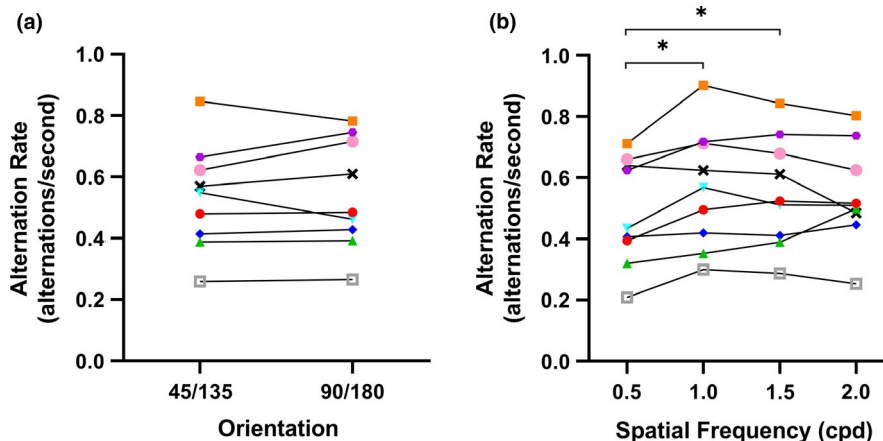 (a)
1.0
0.8
0.6
0.4
0.2
0.0
Alternation Rate
(alternations/second)
45/135 90/180
Orientation
(b)
*
*
1.0
0.8
0.6
0.4
0.2
0.0
Alternation Rate
(alternations/second)
0.5 1.0 1.5 2.0
Spatial Frequency (cpd)